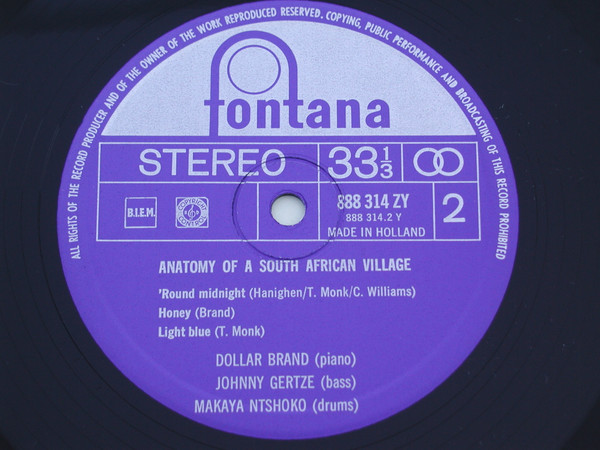 ALL RIGHTS OF THE RECORD PRODUCER AND OF THE OWNER OF THE WORK REPRODUCED RESERVED. COPYING, PUBLIC PERFORMANCE AND BROADCASTING OF THIS RECORD PROHIBITED
fontana
STEREO 33 1/3
B.I.E.M. 888 314 ZY 2
888 314.2 Y
MADE IN HOLLAND
ANATOMY OF A SOUTH AFRICAN VILLAGE
'Round midnight (Hanighen/T. Monk/C. Williams)
Honey (Brand)
Light blue (T. Monk)
DOLLAR BRAND (piano)
JOHNNY GERTZE (bass)
MAKAYA NTSHOKO (drums)